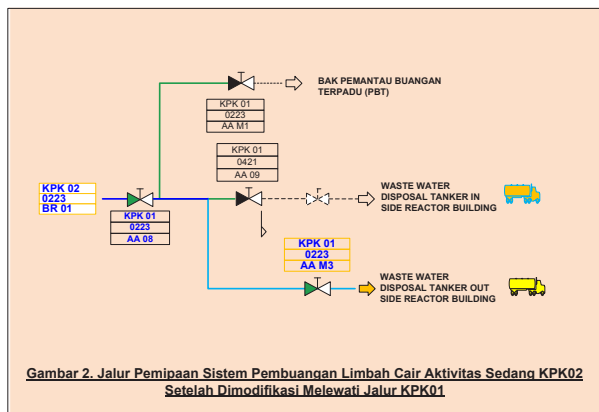 BAK PEMANTAU BUANGAN
TERPADU (PBT)
KPK 01
0223
AA M1
KPK 01
0421
AA 09
KPK 02
0223
BR 01
KPK 01
0223
AA 08
WASTE WATER
DISPOSAL TANKER IN
SIDE REACTOR BUILDING
KPK 01
0223
AA M3
WASTE WATER
DISPOSAL TANKER OUT
SIDE REACTOR BUILDING
Gambar 2. Jalur Pemipaan Sistem Pembuangan Limbah Cair Aktivitas Sedang KPK02
Setelah Dimodifikasi Melewati Jalur KPK01